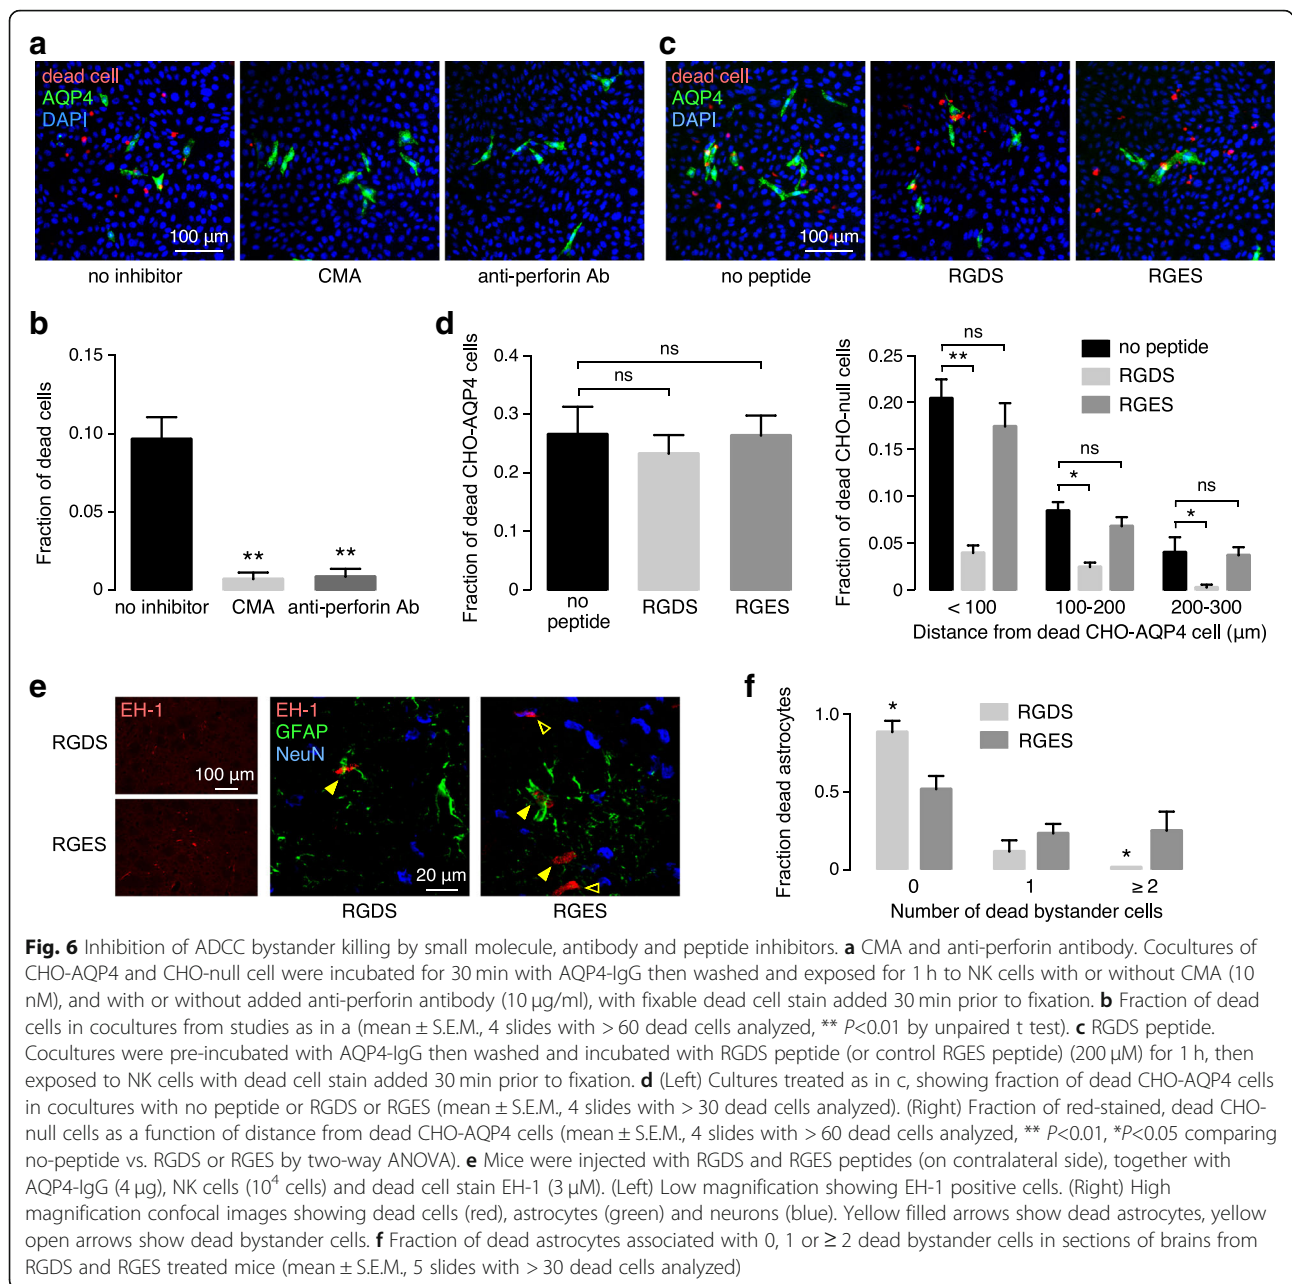 a
dead cell
AQP4
DAPI
100 µm
no inhibitor
CMA
anti-perforin Ab
c
dead cell
AQP4
DAPI
100 µm
no peptide
RGDS
RGES
b
Fraction of dead cells
0.15
0.10
0.05
0
**
**
no inhibitor
CMA
anti-perforin Ab
d
Fraction of dead CHO-AQP4 cells
0.4
0.3
0.2
0.1
0
ns
ns
no
peptide
RGDS
RGES
Fraction of dead CHO-null cells
0.25
0.20
0.15
0.10
0.05
0
ns
**
ns
*
ns
*
no peptide
RGDS
RGES
< 100
100-200
200-300
Distance from dead CHO-AQP4 cell (µm)
e
RGDS
RGES
EH-1
100 µm
EH-1
GFAP
NeuN
20 µm
RGDS
RGES
f
Fraction dead astrocytes
1.0
0.5
0
*
*
RGDS
RGES
0
1
≥ 2
Number of dead bystander cells
Fig. 6 Inhibition of ADCC bystander killing by small molecule, antibody and peptide inhibitors. a CMA and anti-perforin antibody. Cocultures of
CHO-AQP4 and CHO-null cell were incubated for 30 min with AQP4-IgG then washed and exposed for 1 h to NK cells with or without CMA (10
nM), and with or without added anti-perforin antibody (10 µg/ml), with fixable dead cell stain added 30 min prior to fixation. b Fraction of dead
cells in cocultures from studies as in a (mean ± S.E.M., 4 slides with > 60 dead cells analyzed, ** P<0.01 by unpaired t test). c RGDS peptide.
Cocultures were pre-incubated with AQP4-IgG then washed and incubated with RGDS peptide (or control RGES peptide) (200 µM) for 1 h, then
exposed to NK cells with dead cell stain added 30 min prior to fixation. d (Left) Cultures treated as in c, showing fraction of dead CHO-AQP4 cells
in cocultures with no peptide or RGDS or RGES (mean ± S.E.M., 4 slides with > 30 dead cells analyzed). (Right) Fraction of red-stained, dead CHO-
null cells as a function of distance from dead CHO-AQP4 cells (mean ± S.E.M., 4 slides with > 60 dead cells analyzed, ** P<0.01, *P<0.05 comparing
no-peptide vs. RGDS or RGES by two-way ANOVA). e Mice were injected with RGDS and RGES peptides (on contralateral side), together with
AQP4-IgG (4 µg), NK cells (10⁴ cells) and dead cell stain EH-1 (3 µM). (Left) Low magnification showing EH-1 positive cells. (Right) High
magnification confocal images showing dead cells (red), astrocytes (green) and neurons (blue). Yellow filled arrows show dead astrocytes, yellow
open arrows show dead bystander cells. f Fraction of dead astrocytes associated with 0, 1 or ≥ 2 dead bystander cells in sections of brains from
RGDS and RGES treated mice (mean ± S.E.M., 5 slides with > 30 dead cells analyzed)